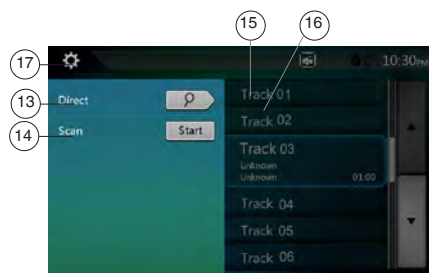 15
16
17
10:30PM
13
Direct
Track 01
14
Scan
Start
Track 02
Track 03
Unknown
Unknown
01:00
Track 04
Track 05
Track 06